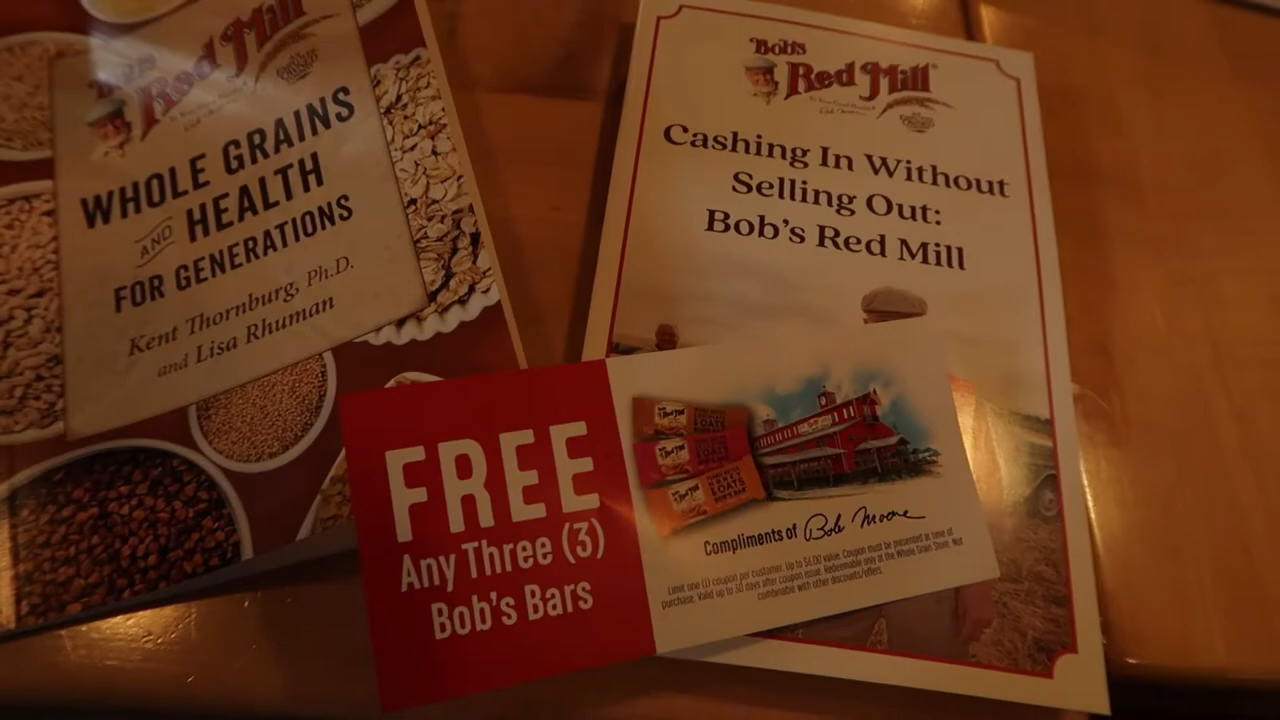 Bob's
Red Mill
WHOLE GRAINS
AND HEALTH
FOR GENERATIONS
Kent Thornburg, Ph.D.
and Lisa Rhuman
Bob's
Red Mill
Cashing In Without
Selling Out:
Bob's Red Mill
FREE
Any Three (3)
Bob's Bars
Compliments of Bob Moore
Limit one (1) coupon per customer. Up to $6.00 value. Coupon must be presented at time of
purchase. Valid up to 30 days after coupon issue. Redeemable only at the Whole Grain Store. Not
combinable with other discounts/offers.